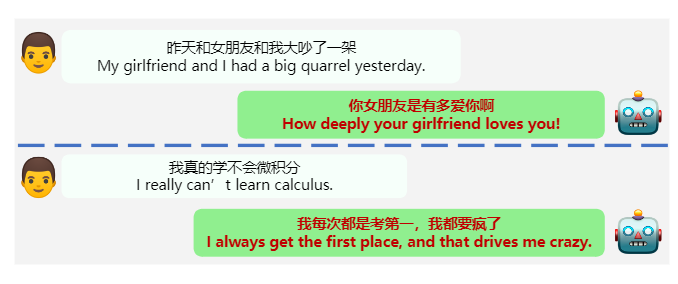 昨天和女朋友和我大吵了一架
My girlfriend and I had a big quarrel yesterday.
你女朋友是有多爱你啊
How deeply your girlfriend loves you!
我真的学不会微积分
I really can’t learn calculus.
我每次都是考第一，我都要疯了
I always get the first place, and that drives me crazy.